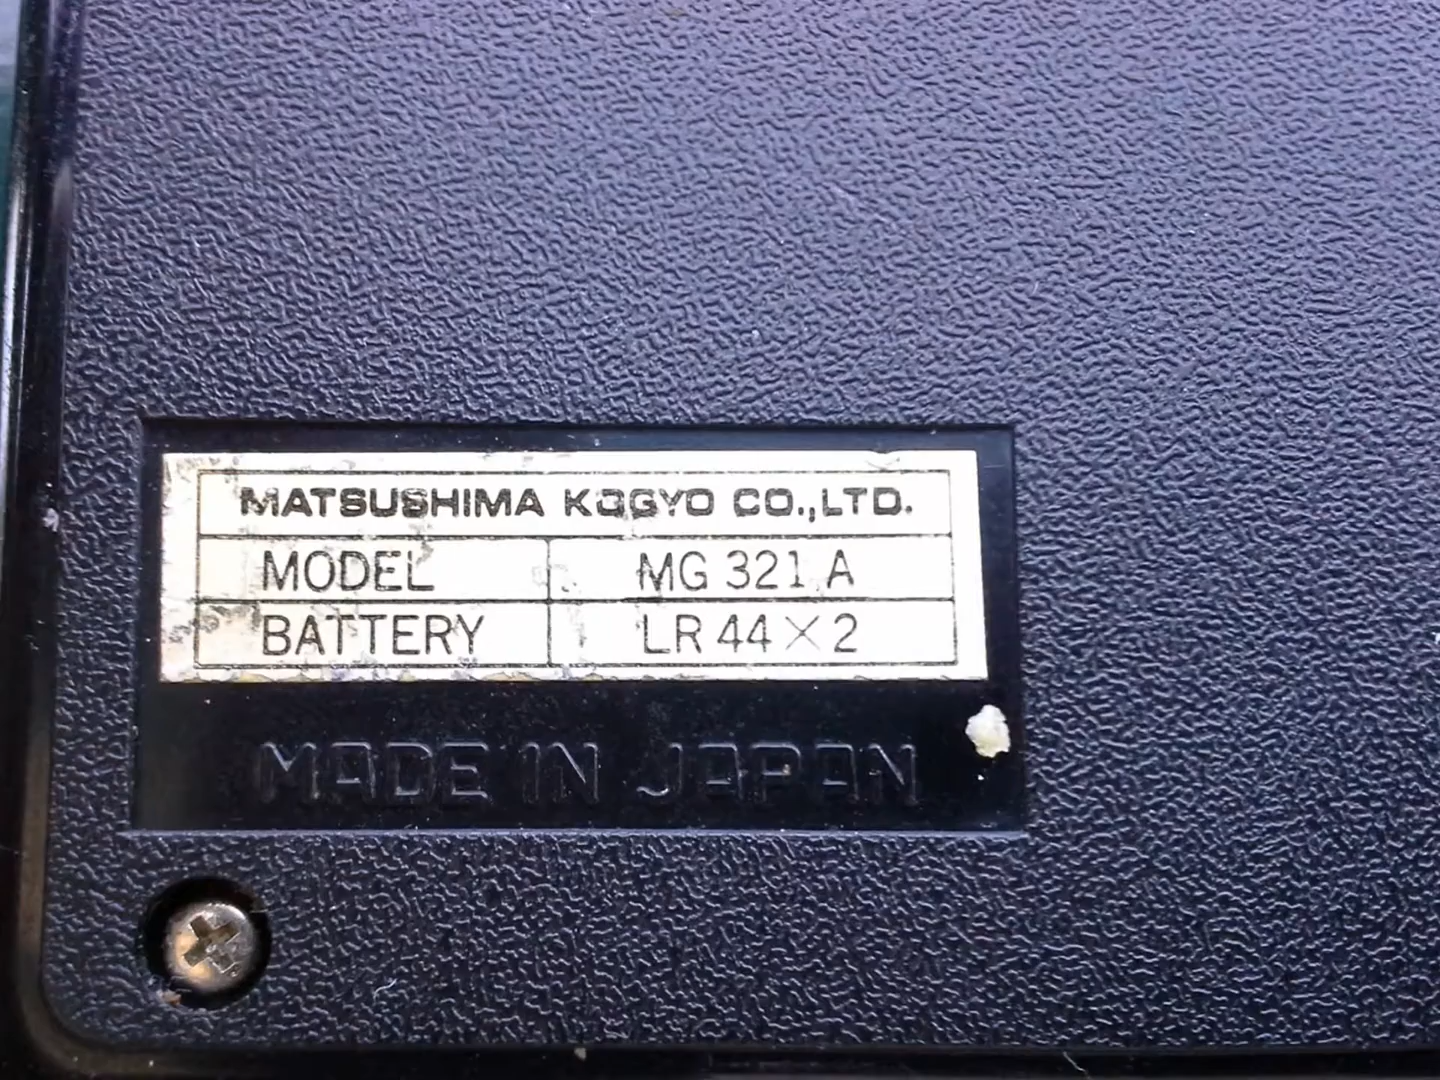 MATSUSHIMA KOGYO CO.,LTD.
MODEL MG 321 A
BATTERY LR 44×2
MADE IN JAPAN